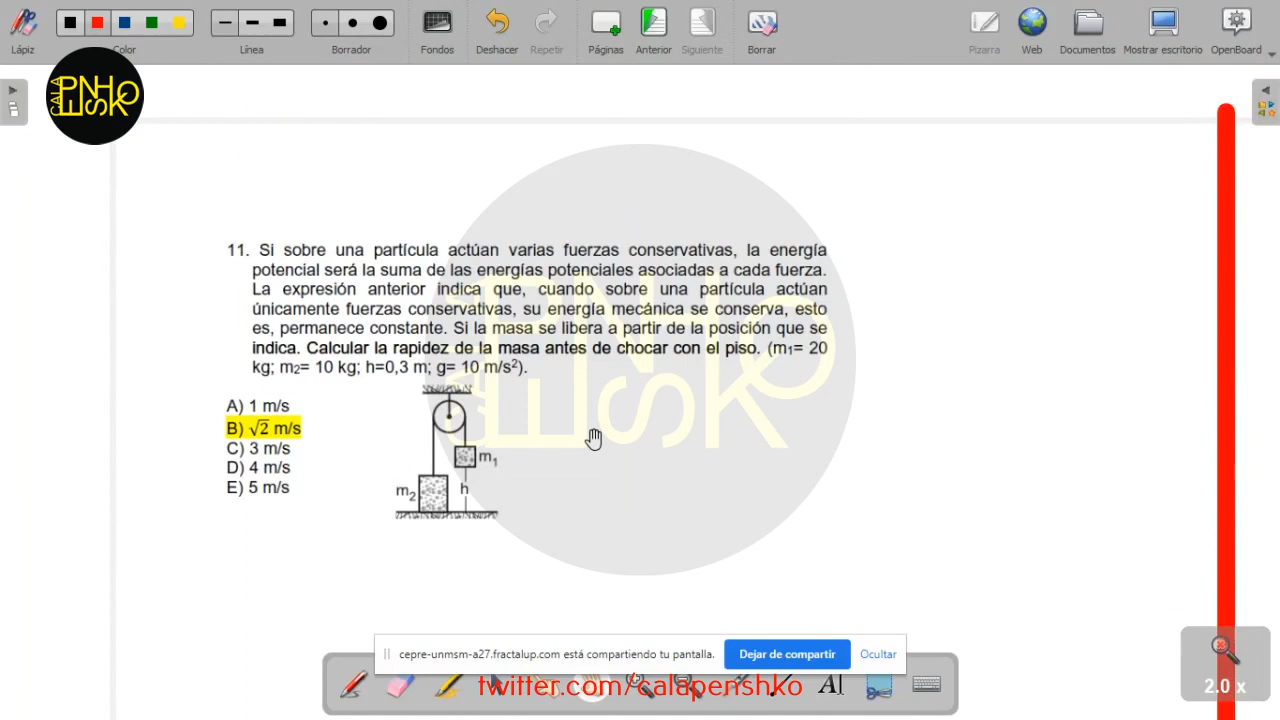 Lápiz
Color
Línea
Borrador
Fondos
Deshacer
Repetir
Páginas
Anterior
Siguiente
Borrar
Pizarra
Web
Documentos
Mostrar escritorio
OpenBoard
CALA
PENHSKO
11. Si sobre una partícula actúan varias fuerzas conservativas, la energía
potencial será la suma de las energías potenciales asociadas a cada fuerza.
La expresión anterior indica que, cuando sobre una partícula actúan
únicamente fuerzas conservativas, su energía mecánica se conserva, esto
es, permanece constante. Si la masa se libera a partir de la posición que se
indica. Calcular la rapidez de la masa antes de chocar con el piso. (m₁= 20
kg; m₂= 10 kg; h=0,3 m; g= 10 m/s²).
A) 1 m/s
B) √2 m/s
C) 3 m/s
D) 4 m/s
E) 5 m/s
m₁
m₂
h
cepre-unmsm-a27.fractalup.com está compartiendo tu pantalla.
Dejar de compartir
Ocultar
twitter.com/calapenshko
AI
2.0 x